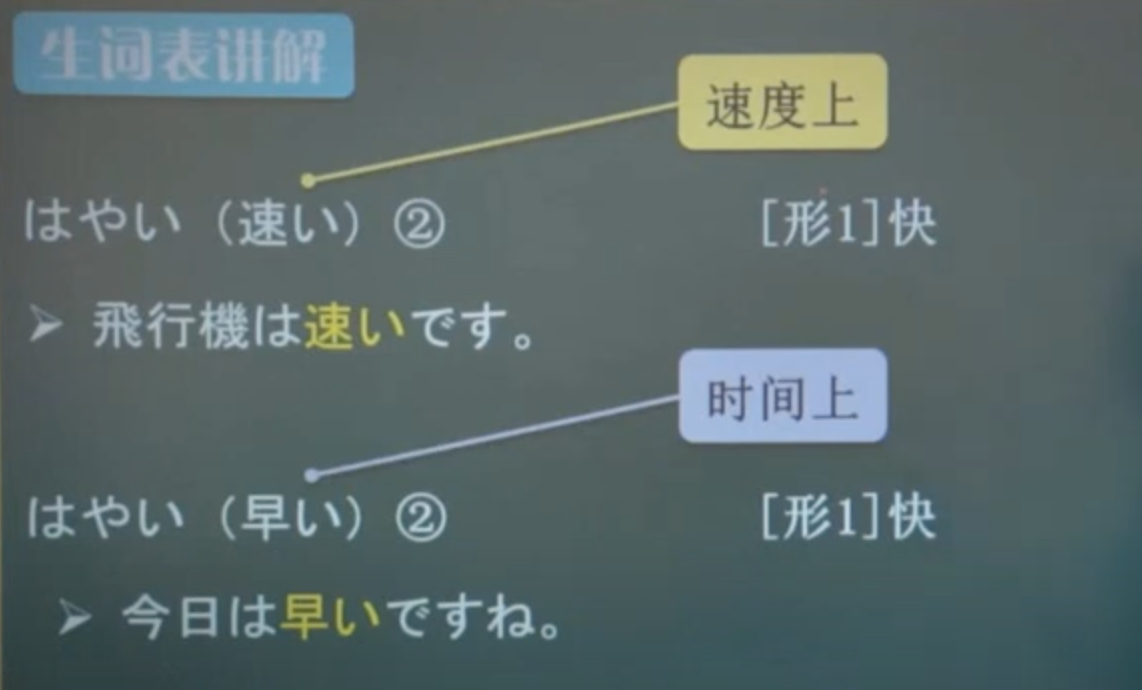 生词表讲解
速度上
はやい（速い）②　[形1]快
➢ 飛行機は速いです。
时间上
はやい（早い）②　[形1]快
➢ 今日は早いですね。